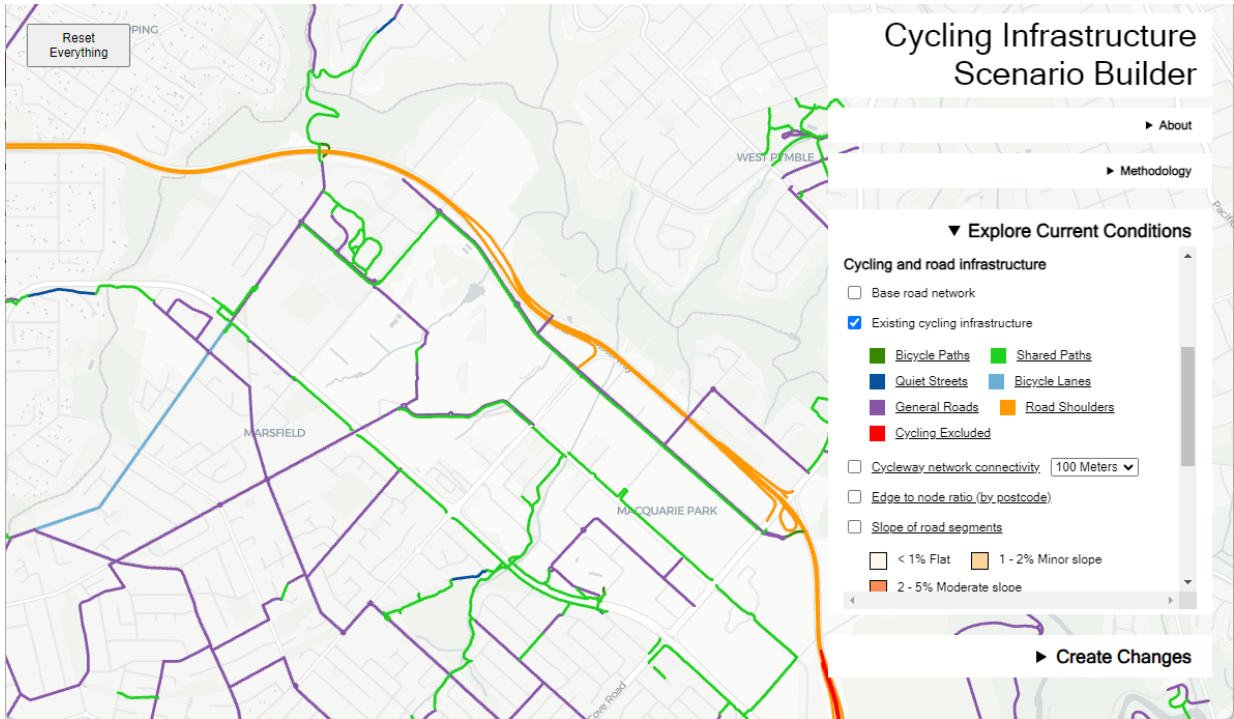 Reset
Everything
PING
Cycling Infrastructure
Scenario Builder
► About
WEST PYMBLE
► Methodology
Pacific
▼ Explore Current Conditions
Cycling and road infrastructure
Base road network
Existing cycling infrastructure
Bicycle Paths
Shared Paths
Quiet Streets
Bicycle Lanes
General Roads
Road Shoulders
Cycling Excluded
MARSFIELD
Cycleway network connectivity
100 Meters
Edge to node ratio (by postcode)
MACQUARIE PARK
Slope of road segments
< 1% Flat
1 - 2% Minor slope
2 - 5% Moderate slope
► Create Changes
Cove Road